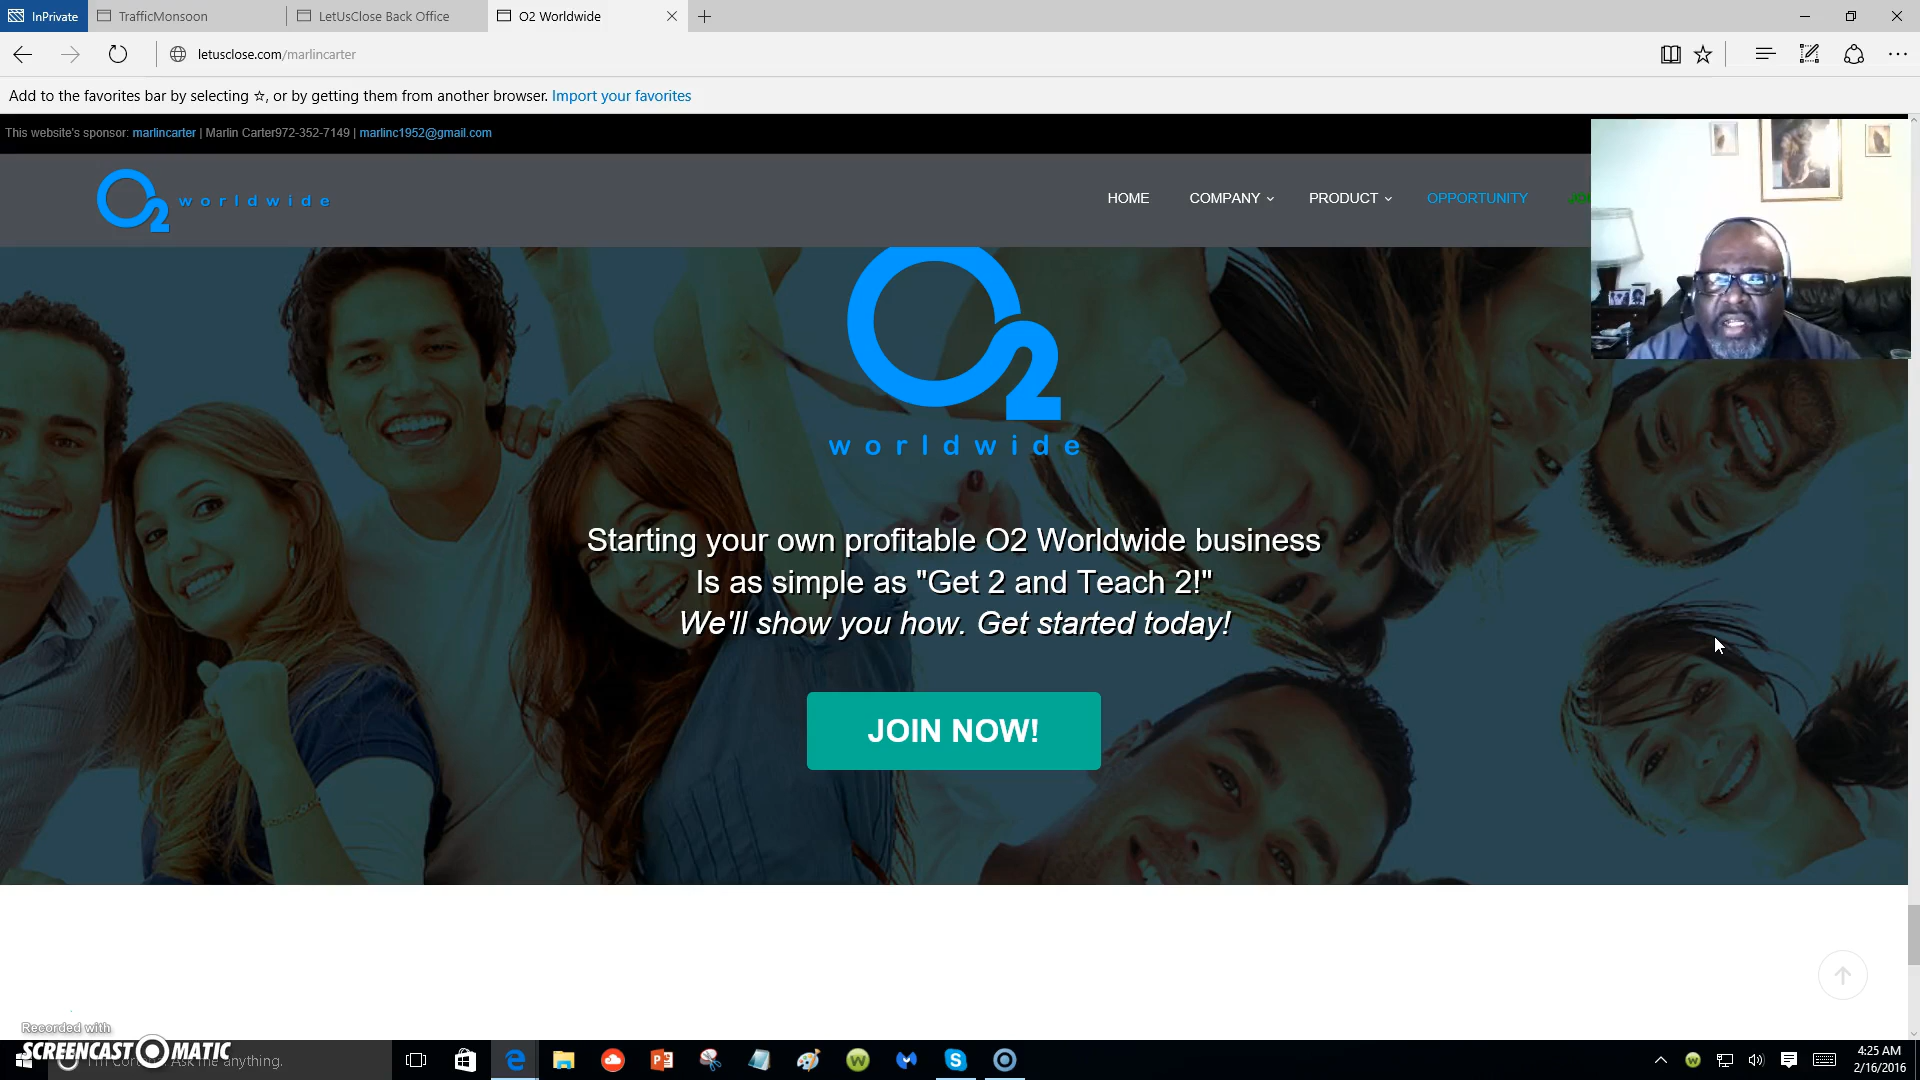 InPrivate
TrafficMonsoon
LetUsClose Back Office
O2 Worldwide
letusclose.com/marlincarter
Add to the favorites bar by selecting ☆, or by getting them from another browser. Import your favorites
This website's sponsor: marlincarter | Marlin Carter972-352-7149 | marlinc1952@gmail.com
O2 worldwide
HOME
COMPANY
PRODUCT
OPPORTUNITY
O2
worldwide
Starting your own profitable O2 Worldwide business
Is as simple as "Get 2 and Teach 2!"
We'll show you how. Get started today!
JOIN NOW!
Recorded with
SCREENCAST MATIC
Ask me anything.
4:25 AM
2/16/2016